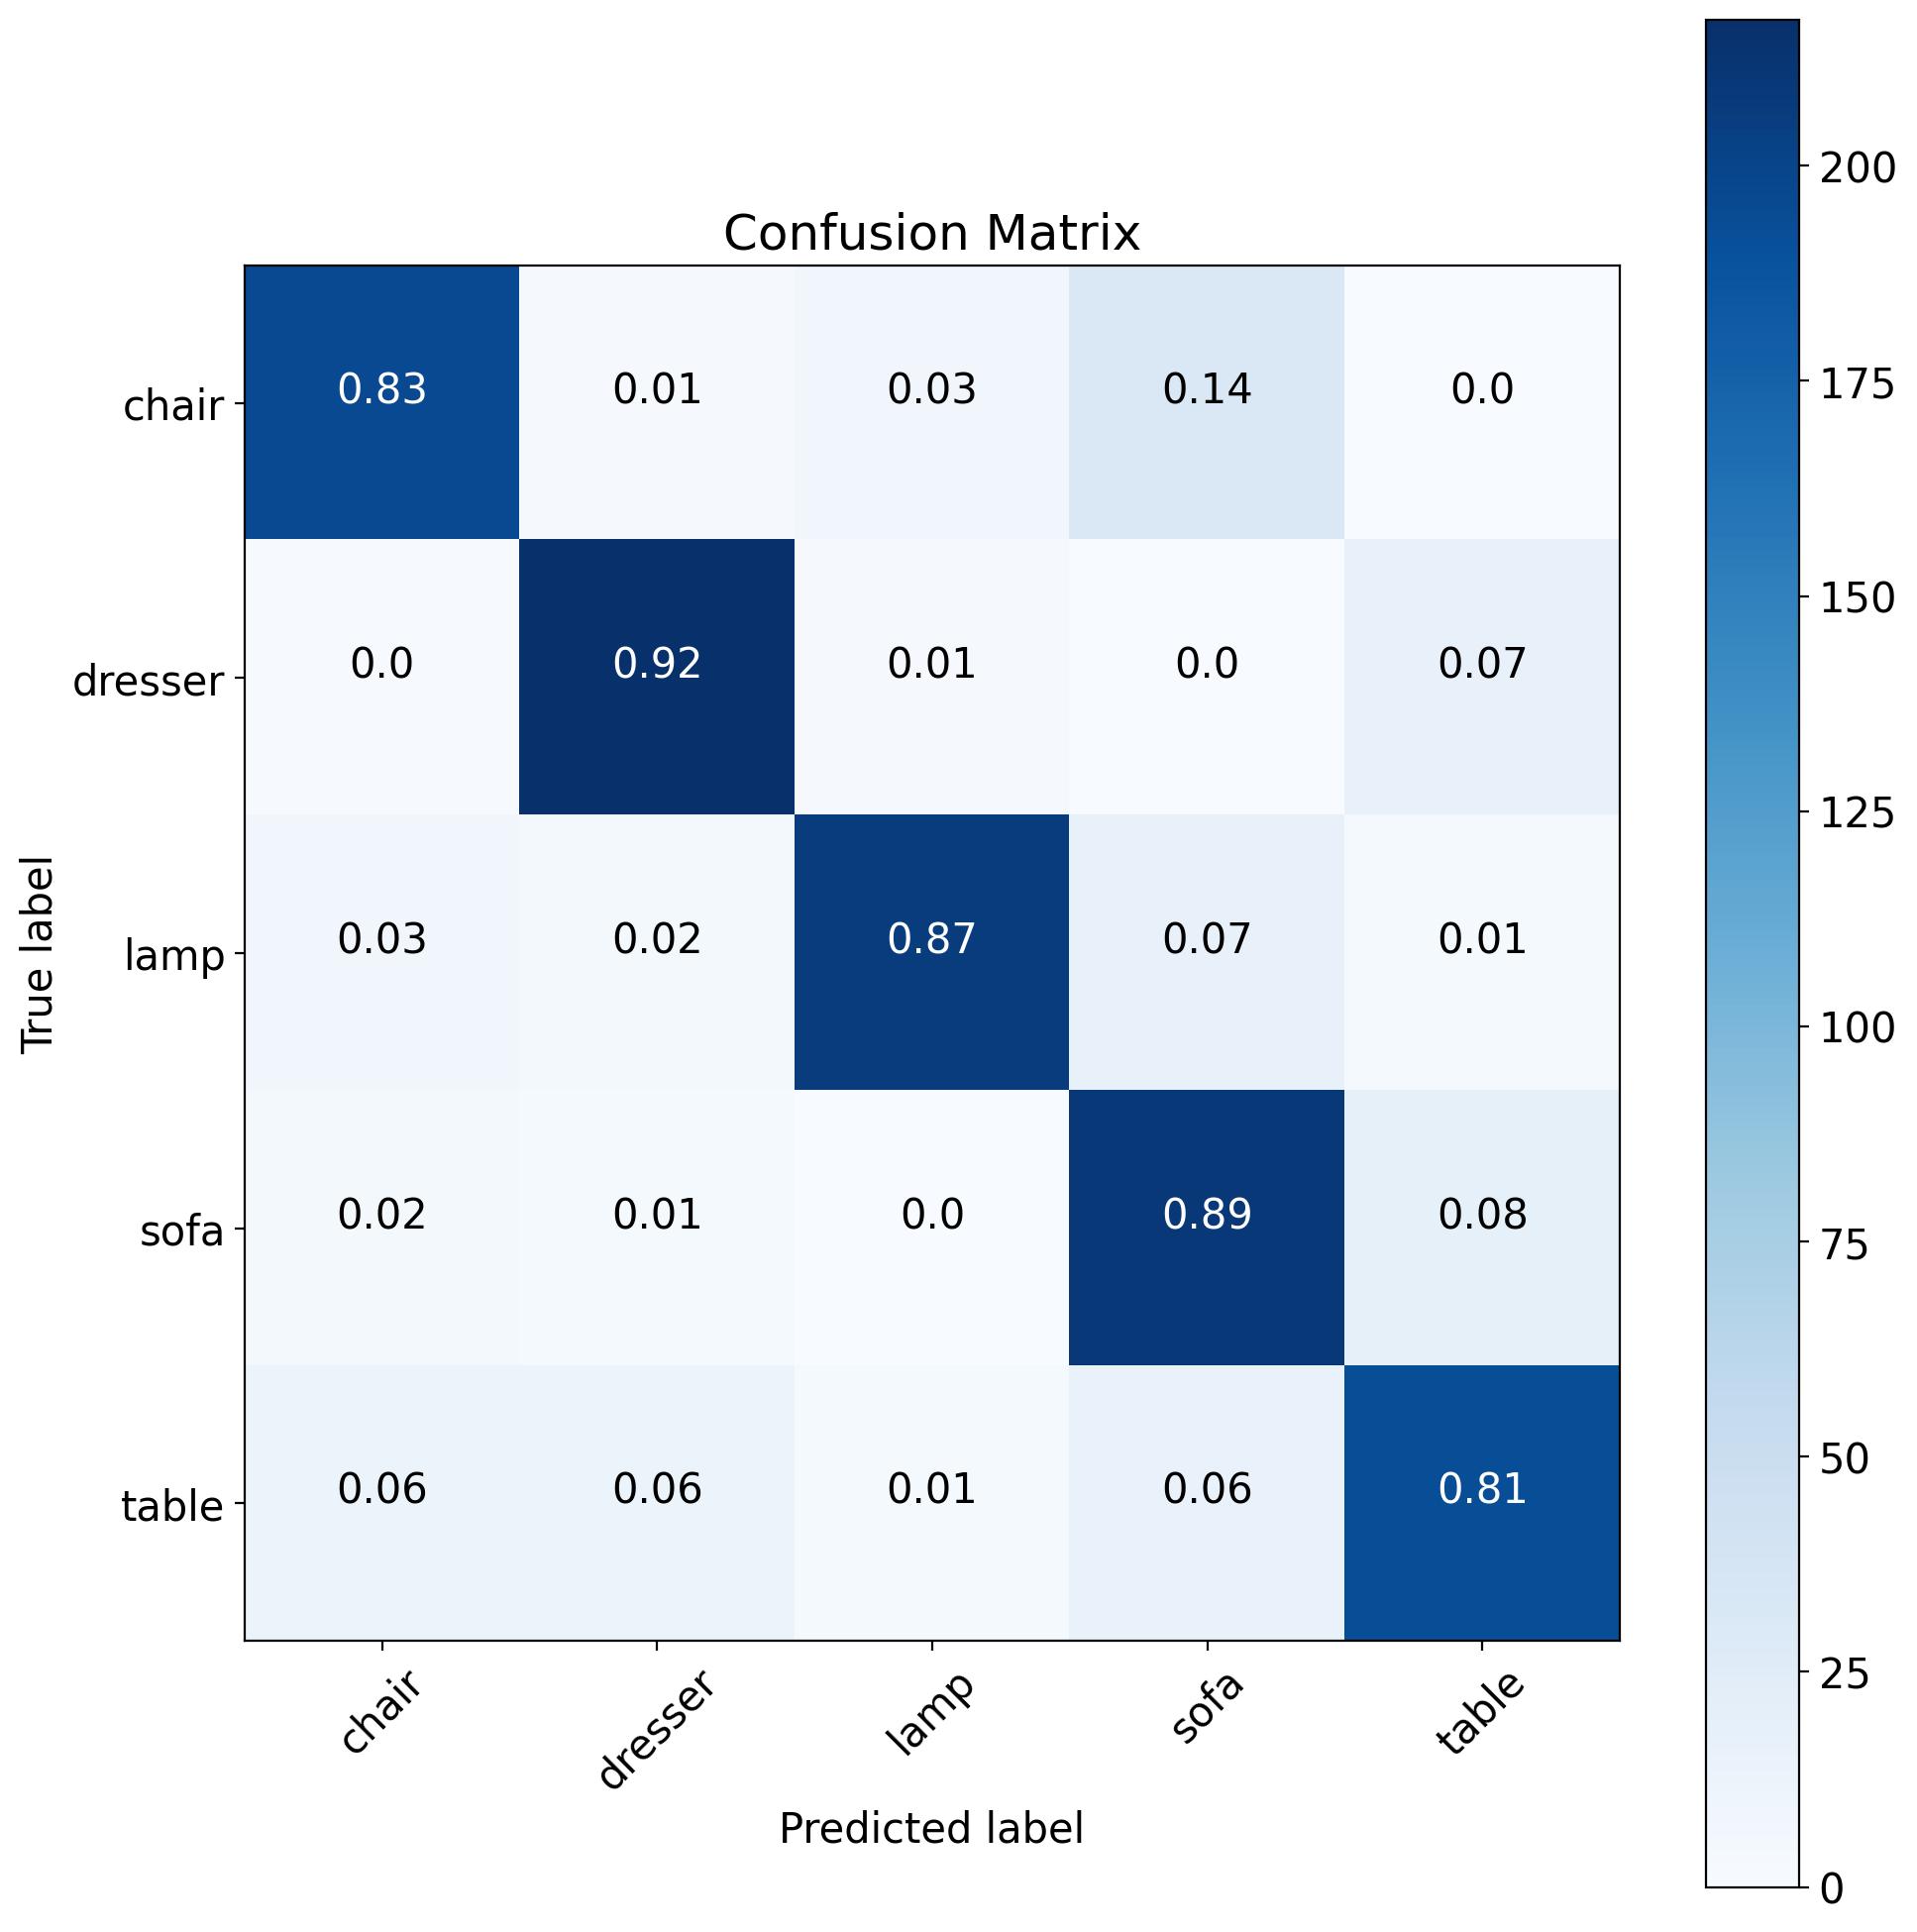 Confusion Matrix
True label
chair 0.83 0.01 0.03 0.14 0.0
dresser 0.0 0.92 0.01 0.0 0.07
lamp 0.03 0.02 0.87 0.07 0.01
sofa 0.02 0.01 0.0 0.89 0.08
table 0.06 0.06 0.01 0.06 0.81
chair dresser lamp sofa table
Predicted label
200
175
150
125
100
75
50
25
0